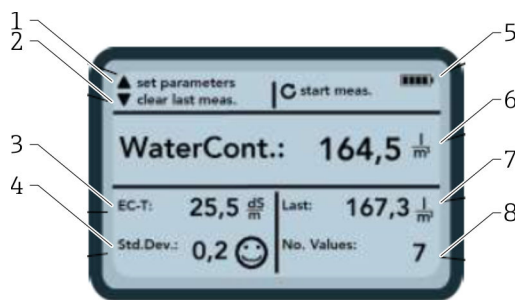 1
2
3
4
5
6
7
8
▲ set parameters
▼ clear last meas.
start meas.
WaterCont.: 164,5 l/m³
EC-T: 25,5 dS/m
Last: 167,3 l/m³
Std.Dev.: 0,2
No. Values: 7